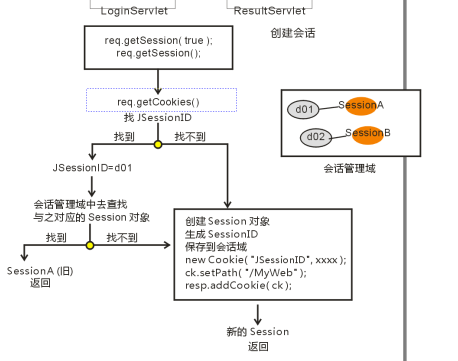 LoginServlet
ResultServlet
创建会话
req.getSession( true );
req.getSession();
req.getCookies()
找 JSessionID
找到
找不到
JSessionID=d01
会话管理域中去查找
与之对应的 Session 对象
找到
找不到
SessionA (旧)
返回
d01
SessionA
d02
SessionB
会话管理域
创建 Session 对象
生成 SessionID
保存到会话域
new Cookie( "JSessionID", xxxx );
ck.setPath( "/MyWeb" );
resp.addCookie( ck );
新的 Session
返回